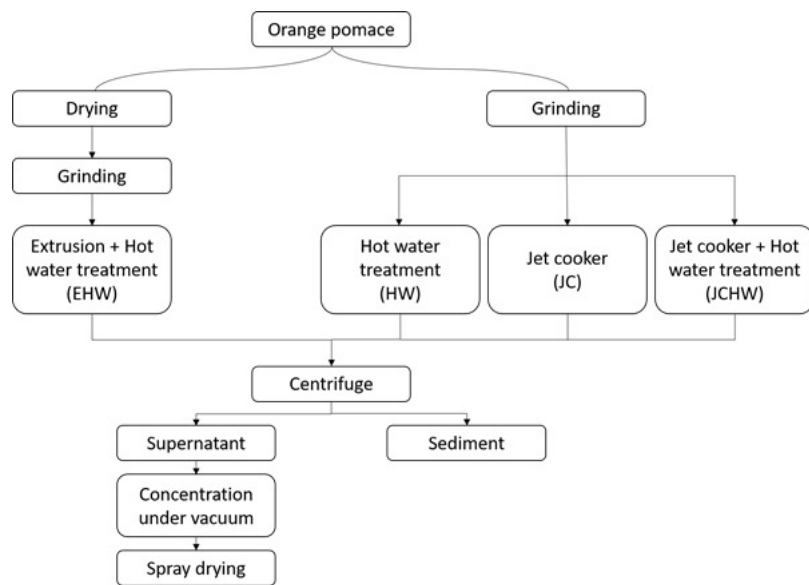 Orange pomace
Drying
Grinding
Grinding
Extrusion + Hot
water treatment
(EHW)
Hot water
treatment
(HW)
Jet cooker
(JC)
Jet cooker + Hot
water treatment
(JCHW)
Centrifuge
Supernatant
Sediment
Concentration
under vacuum
Spray drying